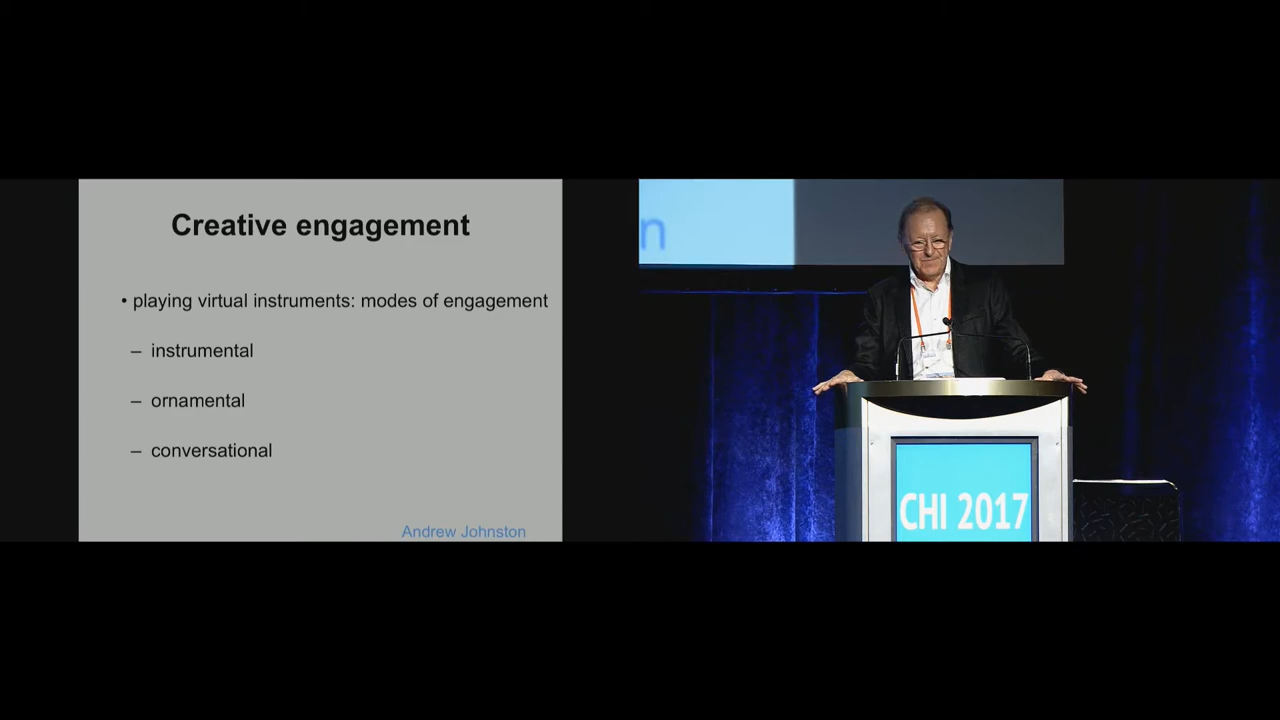 Creative engagement
• playing virtual instruments: modes of engagement
– instrumental
– ornamental
– conversational
Andrew Johnston
n
CHI 2017